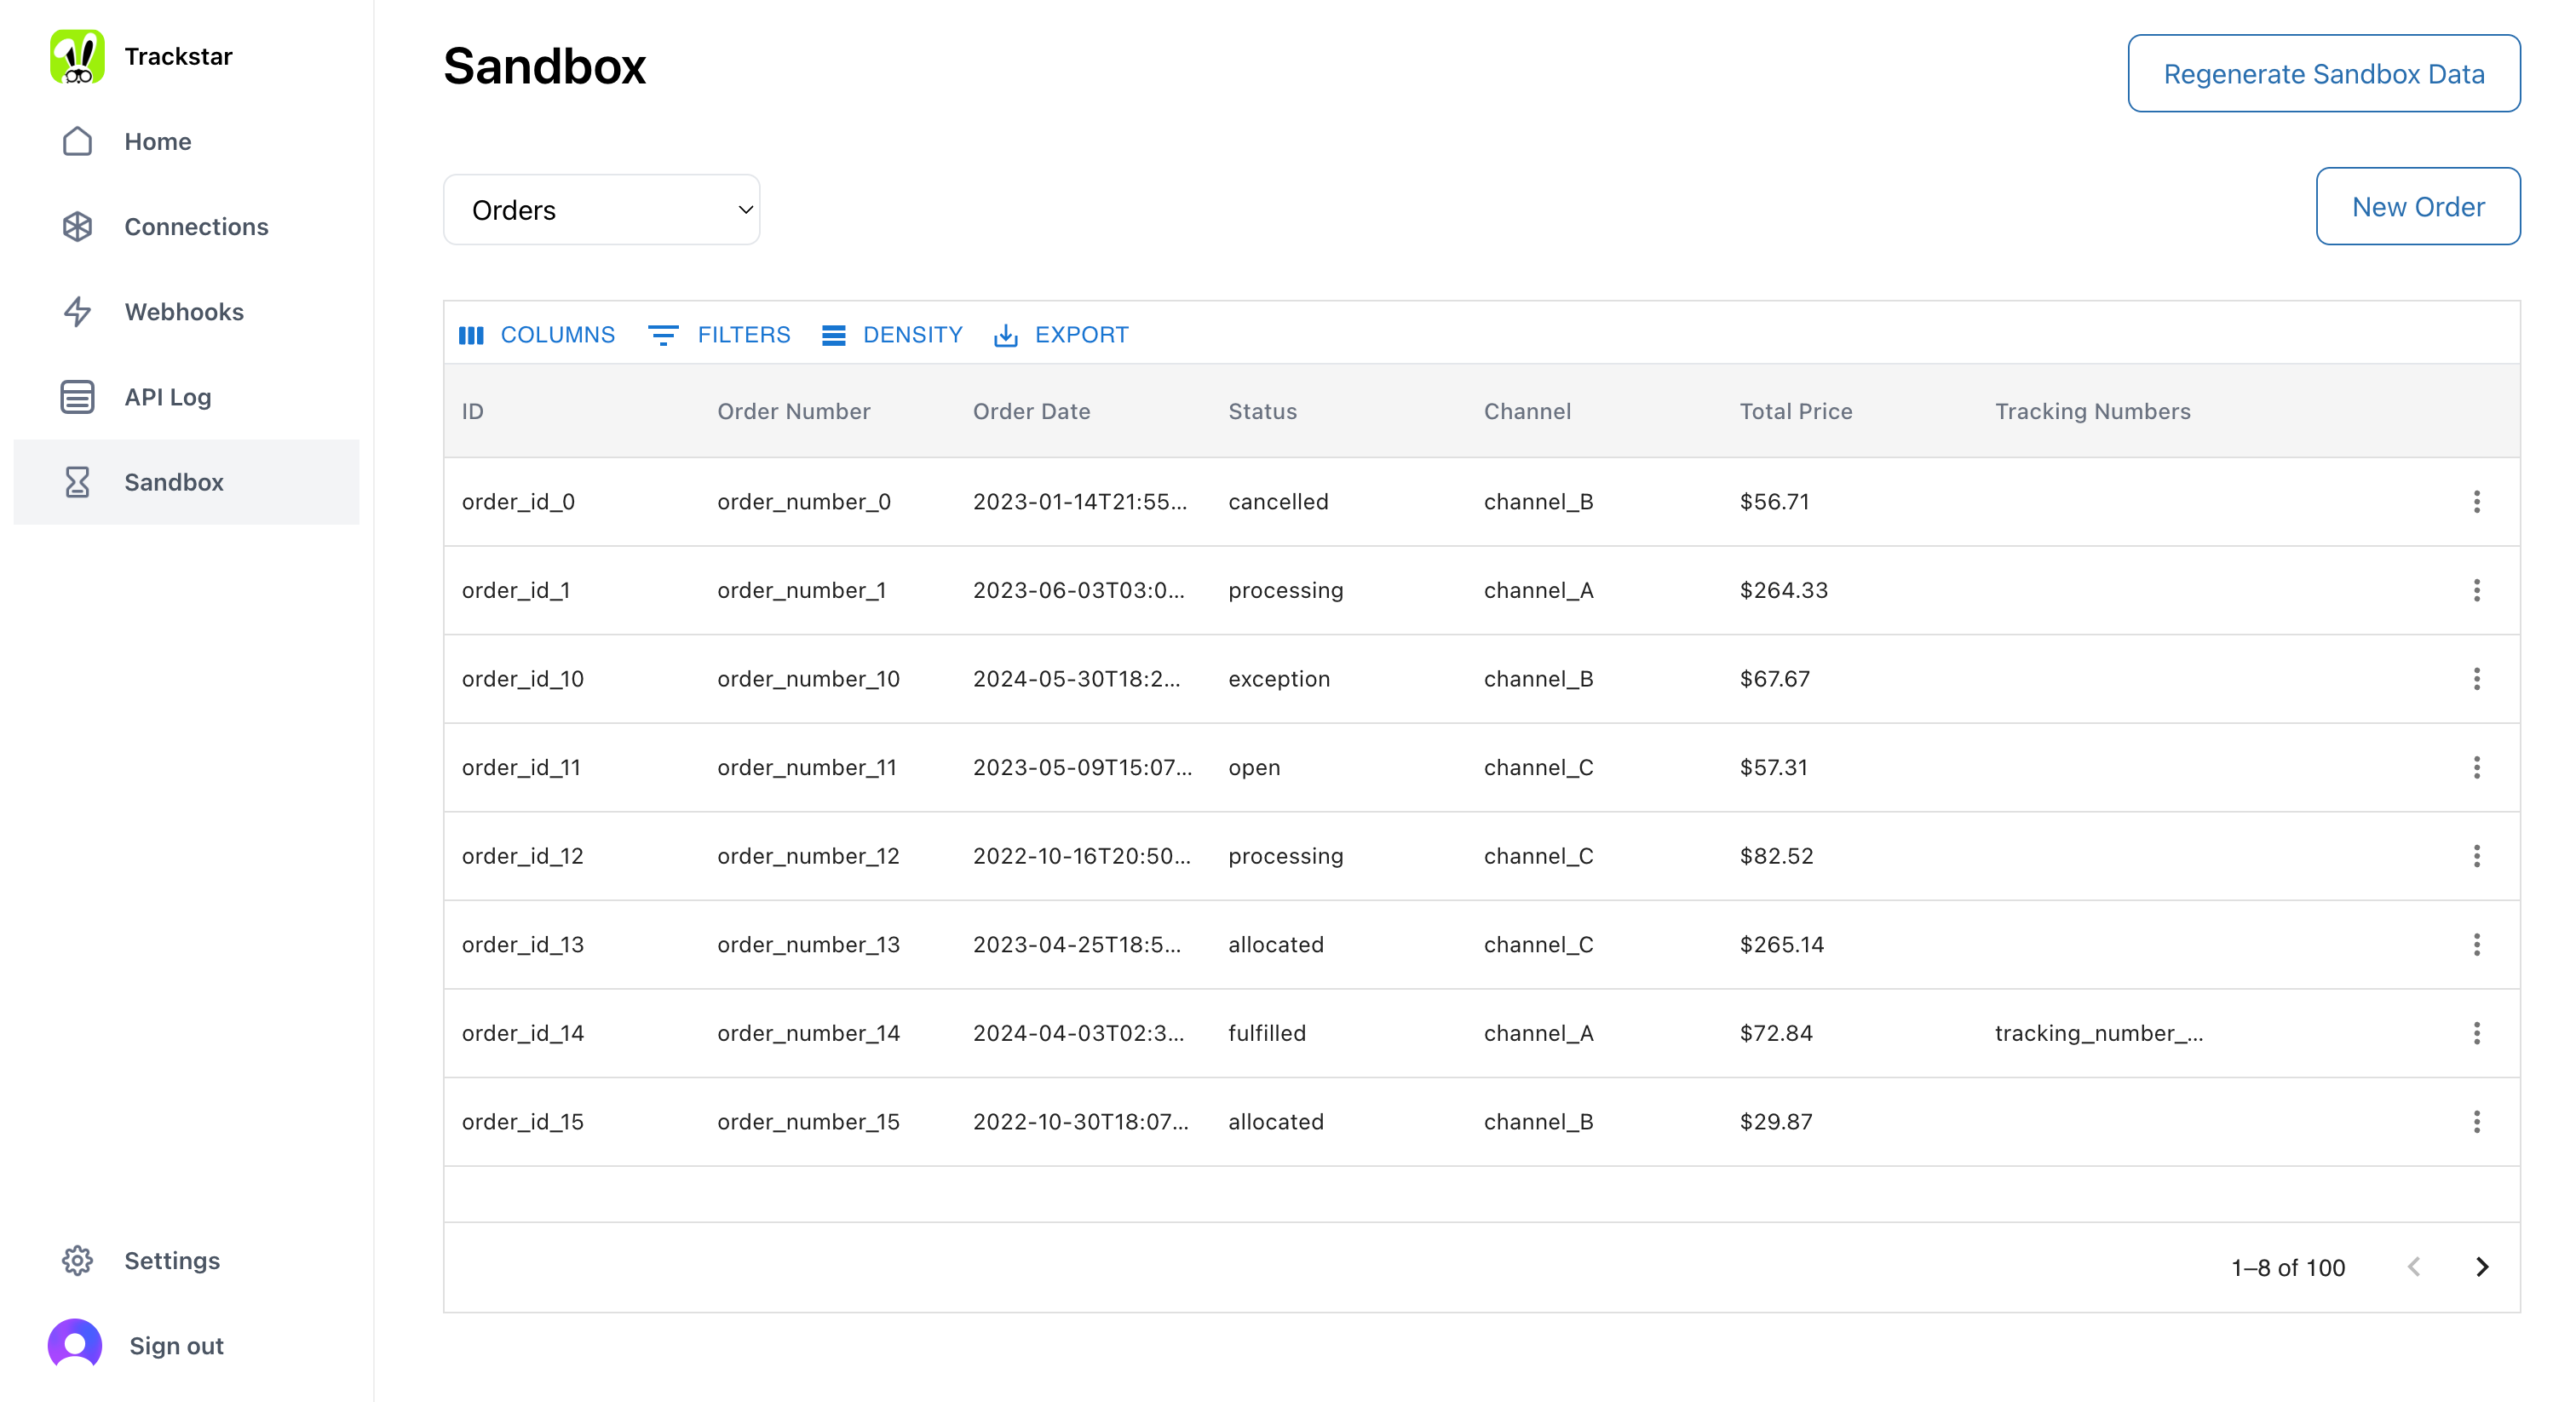 Trackstar
Home
Connections
Webhooks
API Log
Sandbox
Settings
Sign out
Sandbox
Regenerate Sandbox Data
Orders
New Order
COLUMNS FILTERS DENSITY EXPORT
ID Order Number Order Date Status Channel Total Price Tracking Numbers
order_id_0 order_number_0 2023-01-14T21:55... cancelled channel_B $56.71
order_id_1 order_number_1 2023-06-03T03:0... processing channel_A $264.33
order_id_10 order_number_10 2024-05-30T18:2... exception channel_B $67.67
order_id_11 order_number_11 2023-05-09T15:07... open channel_C $57.31
order_id_12 order_number_12 2022-10-16T20:50... processing channel_C $82.52
order_id_13 order_number_13 2023-04-25T18:5... allocated channel_C $265.14
order_id_14 order_number_14 2024-04-03T02:3... fulfilled channel_A $72.84 tracking_number_...
order_id_15 order_number_15 2022-10-30T18:07... allocated channel_B $29.87
1–8 of 100